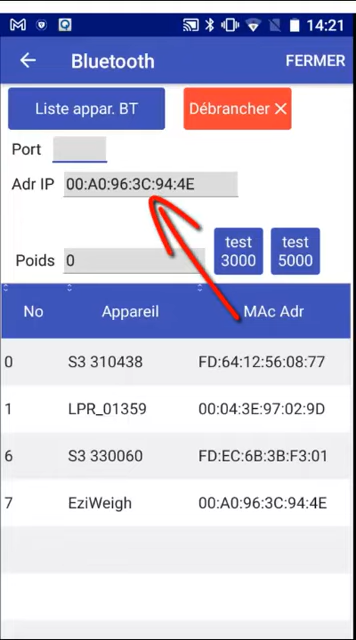 14:21
Bluetooth FERMER
Liste appar. BT Débrancher
Port
Adr IP 00:A0:96:3C:94:4E
Poids 0 test 3000 test 5000
No Appareil MAc Adr
0 S3 310438 FD:64:12:56:08:77
1 LPR_01359 00:04:3E:97:02:9D
6 S3 330060 FD:EC:6B:3B:F3:01
7 EziWeigh 00:A0:96:3C:94:4E